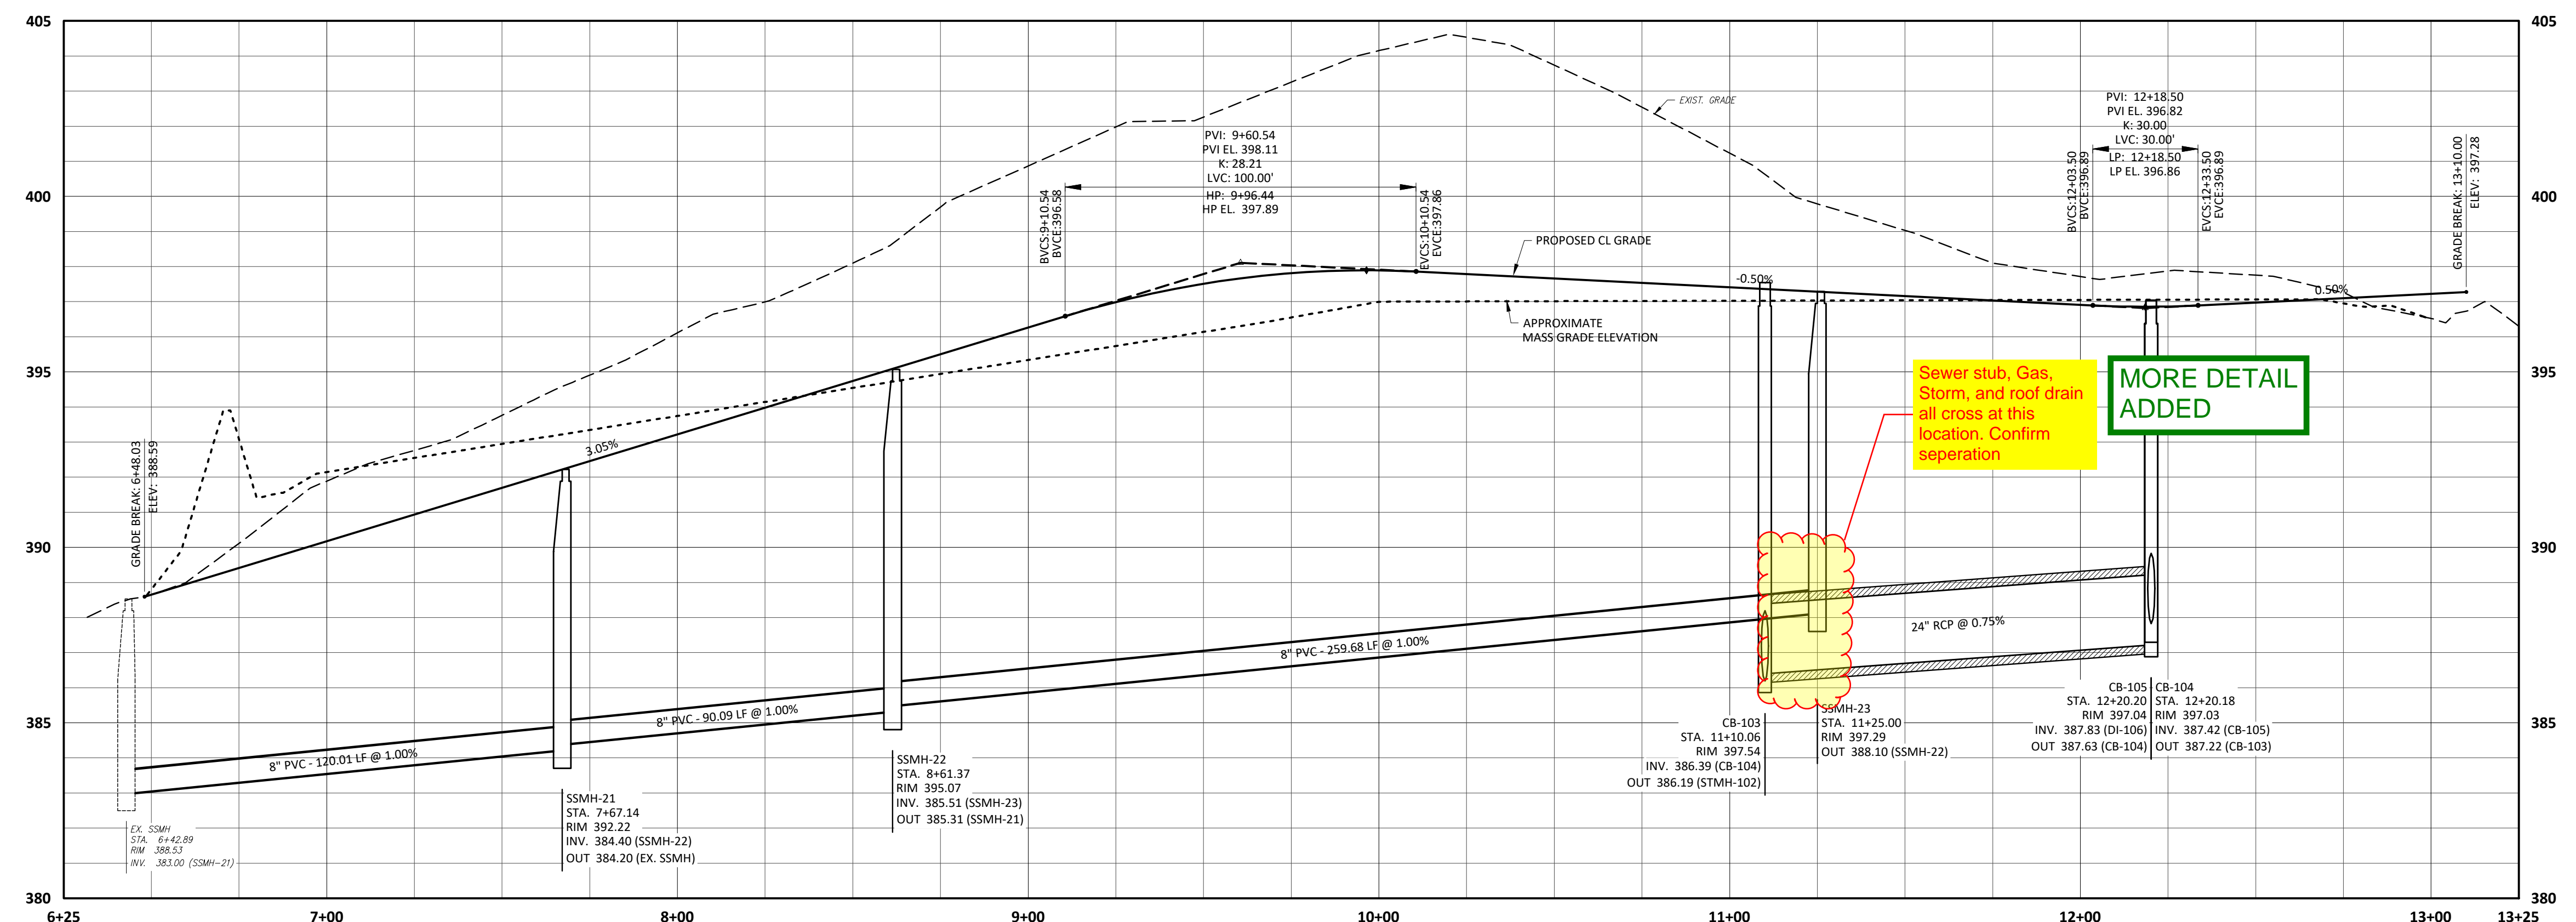 405
405
400
400
395
395
390
390
385
385
380
380
6+25
7+00
8+00
9+00
10+00
11+00
12+00
13+00
13+25
GRADE BREAK: 6+48.03
ELEV: 388.59
EX. SSMH
STA. 6+42.89
RIM 388.53
INV. 383.00 (SSMH-21)
8" PVC - 120.01 LF @ 1.00%
3.05%
SSMH-21
STA. 7+67.14
RIM 392.22
INV. 384.40 (SSMH-22)
OUT 384.20 (EX. SSMH)
8" PVC - 90.09 LF @ 1.00%
SSMH-22
STA. 8+61.37
RIM 395.07
INV. 385.51 (SSMH-23)
OUT 385.31 (SSMH-21)
BVCS:9+10.54
BVCE:396.58
PVI: 9+60.54
PVI EL. 398.11
K: 28.21
LVC: 100.00'
HP: 9+96.44
HP EL. 397.89
EVCS:10+10.54
EVCE:397.86
EXIST. GRADE
PROPOSED CL GRADE
APPROXIMATE
MASS GRADE ELEVATION
8" PVC - 259.68 LF @ 1.00%
-0.50%
CB-103
STA. 11+10.06
RIM 397.54
INV. 386.39 (CB-104)
OUT 386.19 (STMH-102)
SSMH-23
STA. 11+25.00
RIM 397.29
OUT 388.10 (SSMH-22)
Sewer stub, Gas,
Storm, and roof drain
all cross at this
location. Confirm
seperation
MORE DETAIL
ADDED
24" RCP @ 0.75%
BVCS:12+03.50
BVCE:396.89
PVI: 12+18.50
PVI EL. 396.82
K: 30.00
LVC: 30.00'
LP: 12+18.50
LP EL. 396.86
EVCS:12+33.50
EVCE:396.89
0.50%
GRADE BREAK: 13+10.00
ELEV: 397.28
CB-105
STA. 12+20.20
RIM 397.04
INV. 387.83 (DI-106)
OUT 387.63 (CB-104)
CB-104
STA. 12+20.18
RIM 397.03
INV. 387.42 (CB-105)
OUT 387.22 (CB-103)